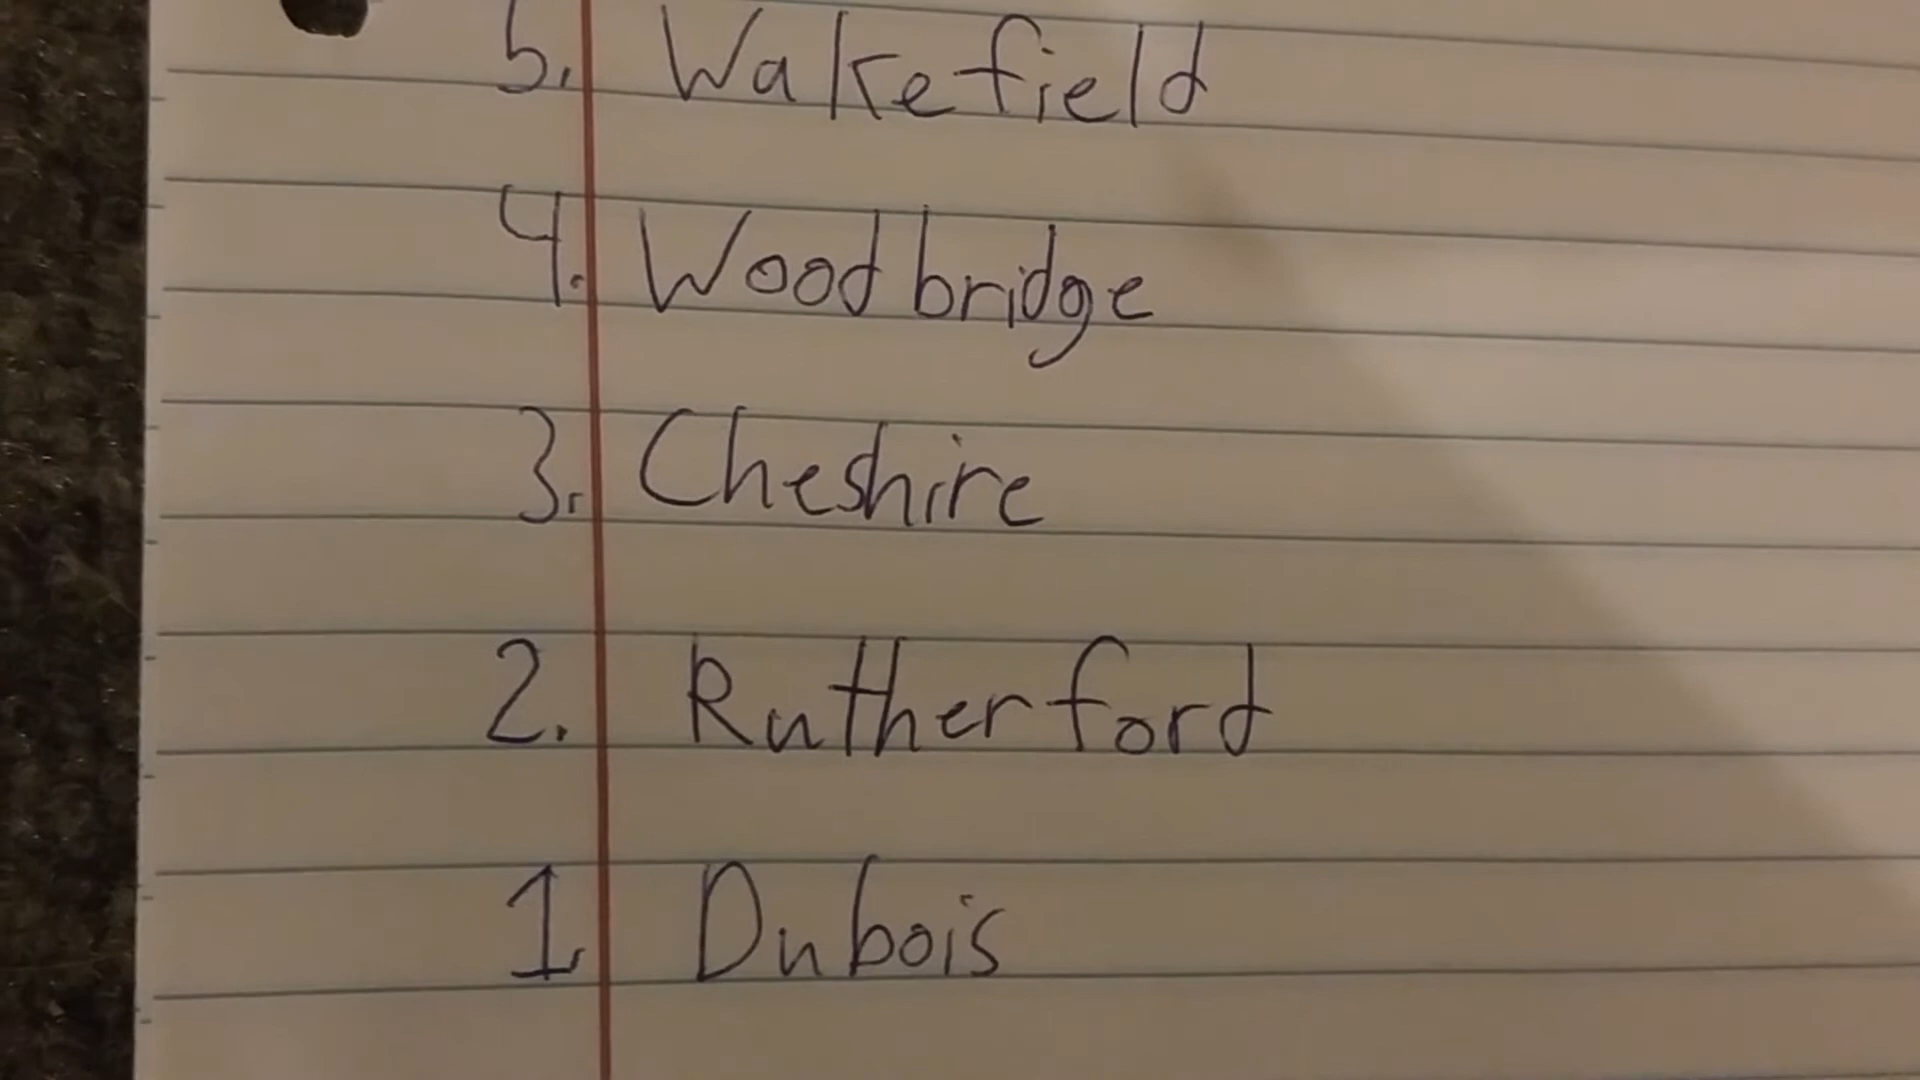 5. Wakefield
4. Woodbridge
3. Cheshire
2. Rutherford
1. Dubois